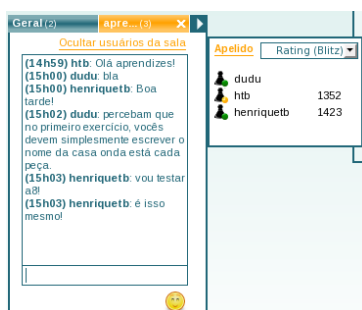 Geral (2) apre... (3) X
Ocultar usuários da sala
(14h59) htb: Olá aprendizes!
(15h00) dudu: bla
(15h00) henriquetb: Boa
tarde!
(15h02) dudu: percebam que
no primeiro exercício, vocês
devem simplesmente escrever o
nome da casa onda está cada
peça.
(15h03) henriquetb: vou testar
a8!
(15h03) henriquetb: é isso
mesmo!
Apelido Rating (Blitz)
dudu
htb 1352
henriquetb 1423